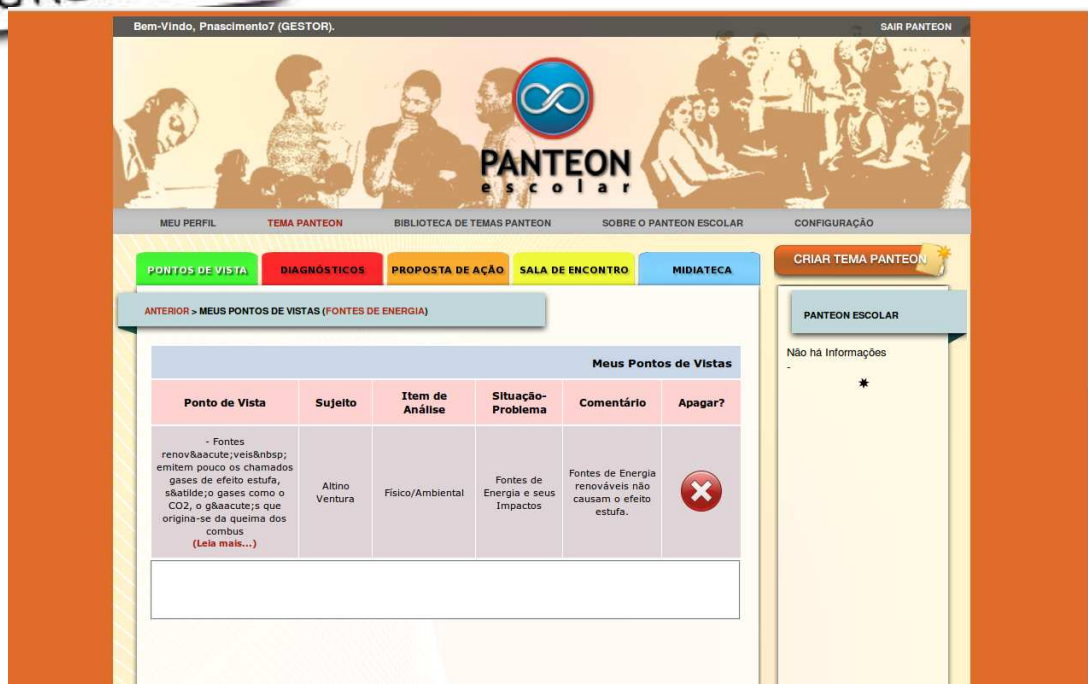 Bem-Vindo, Pnascimento7 (GESTOR).
SAIR PANTEON
PANTEON
escolar
MEU PERFIL
TEMA PANTEON
BIBLIOTECA DE TEMAS PANTEON
SOBRE O PANTEON ESCOLAR
CONFIGURAÇÃO
PONTOS DE VISTA
DIAGNÓSTICOS
PROPOSTA DE AÇÃO
SALA DE ENCONTRO
MIDIATECA
CRIAR TEMA PANTEON
ANTERIOR > MEUS PONTOS DE VISTAS (FONTES DE ENERGIA)
PANTEON ESCOLAR
Não há Informações
-
Meus Pontos de Vistas
Ponto de Vista
Sujeito
Item de
Análise
Situação-
Problema
Comentário
Apagar?
- Fontes
renov&aacute;veis&nbsp;
emitem pouco os chamados
gases de efeito estufa,
s&atilde;o gases como o
CO2, o g&aacute;s que
origina-se da queima dos
combus
(Leia mais...)
Altino
Ventura
Físico/Ambiental
Fontes de
Energia e seus
Impactos
Fontes de Energia
renováveis não
causam o efeito
estufa.